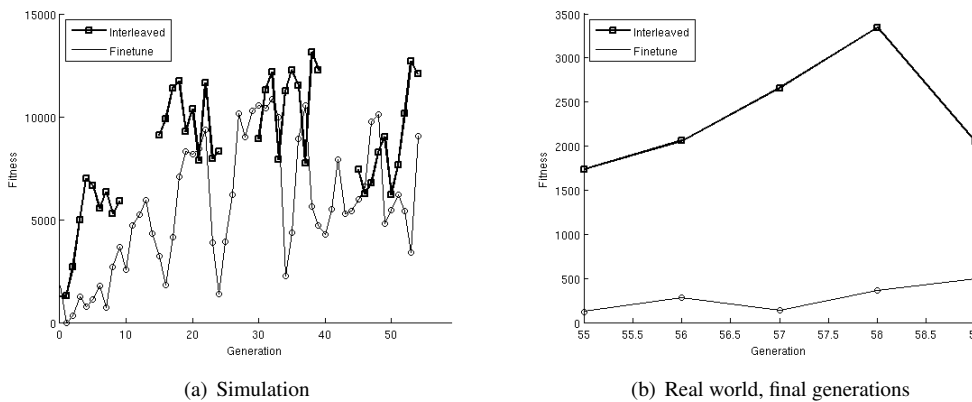 15000
10000
5000
0
Fitness
Interleaved
Finetune
0 10 20 30 40 50
Generation
(a) Simulation
3500
3000
2500
2000
1500
1000
500
0
Fitness
Interleaved
Finetune
55 55.5 56 56.5 57 57.5 58 58.5
Generation
(b) Real world, final generations